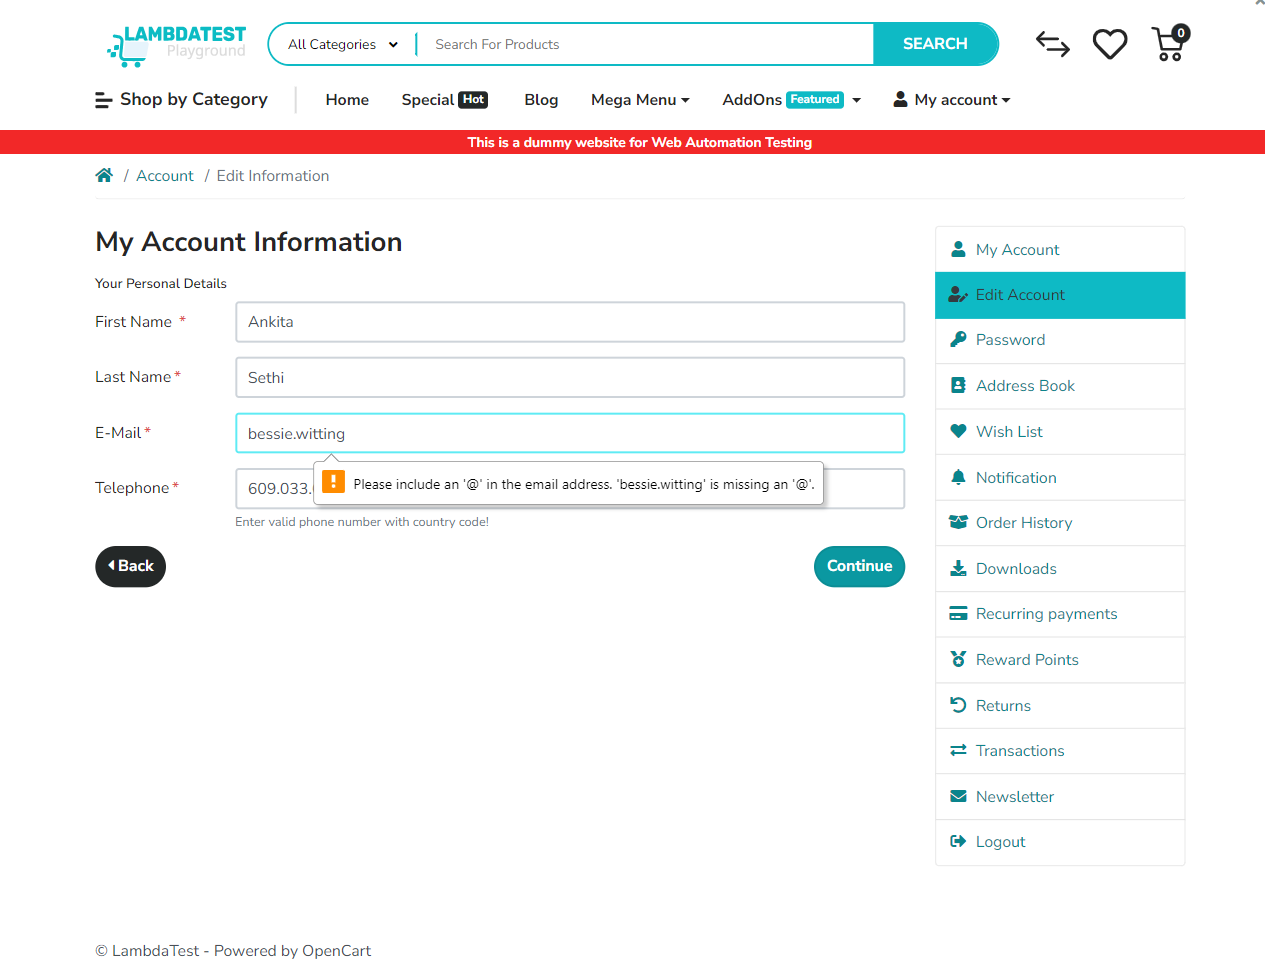 LAMBDATEST
Playground
All Categories
Search For Products
SEARCH
0
Shop by Category
Home
Special Hot
Blog
Mega Menu
AddOns Featured
My account
This is a dummy website for Web Automation Testing
/ Account / Edit Information
My Account Information
Your Personal Details
First Name *
Ankita
Last Name *
Sethi
E-Mail *
bessie.witting
Please include an '@' in the email address. 'bessie.witting' is missing an '@'.
Telephone *
609.033.
Enter valid phone number with country code!
Back
Continue
My Account
Edit Account
Password
Address Book
Wish List
Notification
Order History
Downloads
Recurring payments
Reward Points
Returns
Transactions
Newsletter
Logout
© LambdaTest - Powered by OpenCart